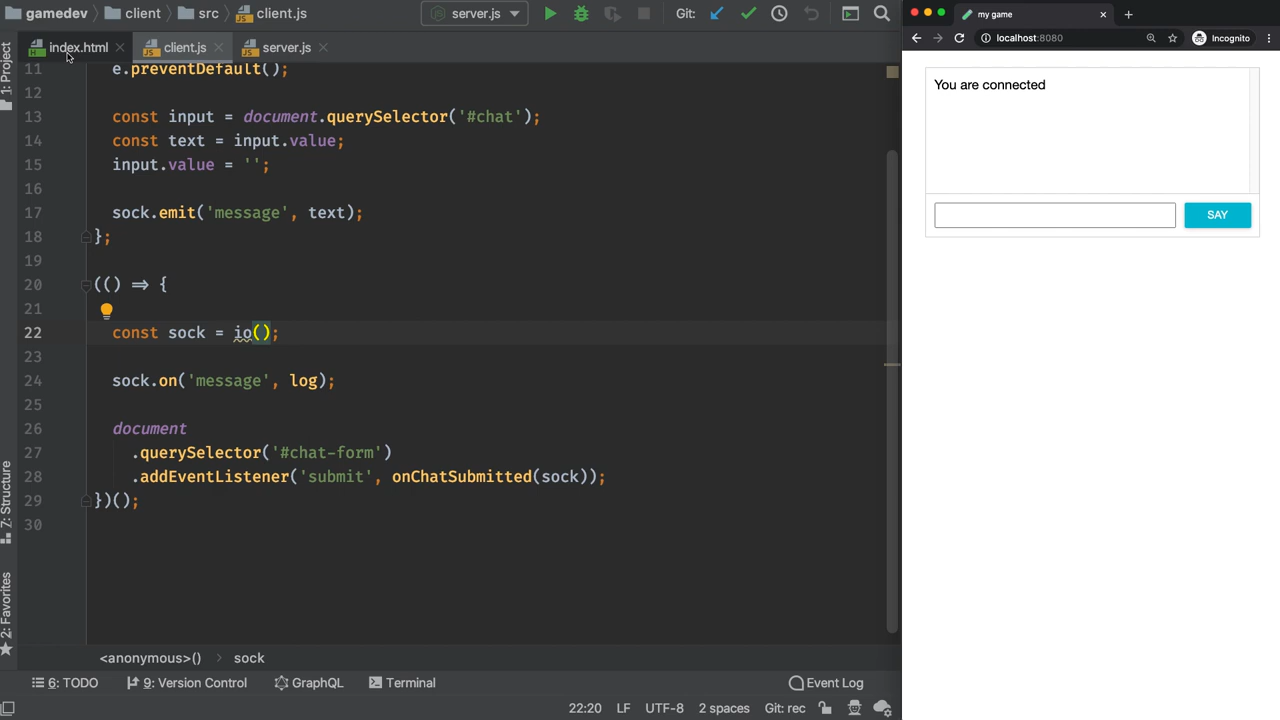 gamedev client src client.js server.js Git:
my game
localhost:8080 Incognito
index.html client.js server.js
1: Project
7: Structure
2: Favorites
11 e.preventDefault();
12
13 const input = document.querySelector('#chat');
14 const text = input.value;
15 input.value = '';
16
17 sock.emit('message', text);
18 };
19
20 (() => {
21
22 const sock = io();
23
24 sock.on('message', log);
25
26 document
27 .querySelector('#chat-form')
28 .addEventListener('submit', onChatSubmitted(sock));
29 })();
30
<anonymous>() sock
6: TODO 9: Version Control GraphQL Terminal Event Log
22:20 LF UTF-8 2 spaces Git: rec
You are connected
SAY